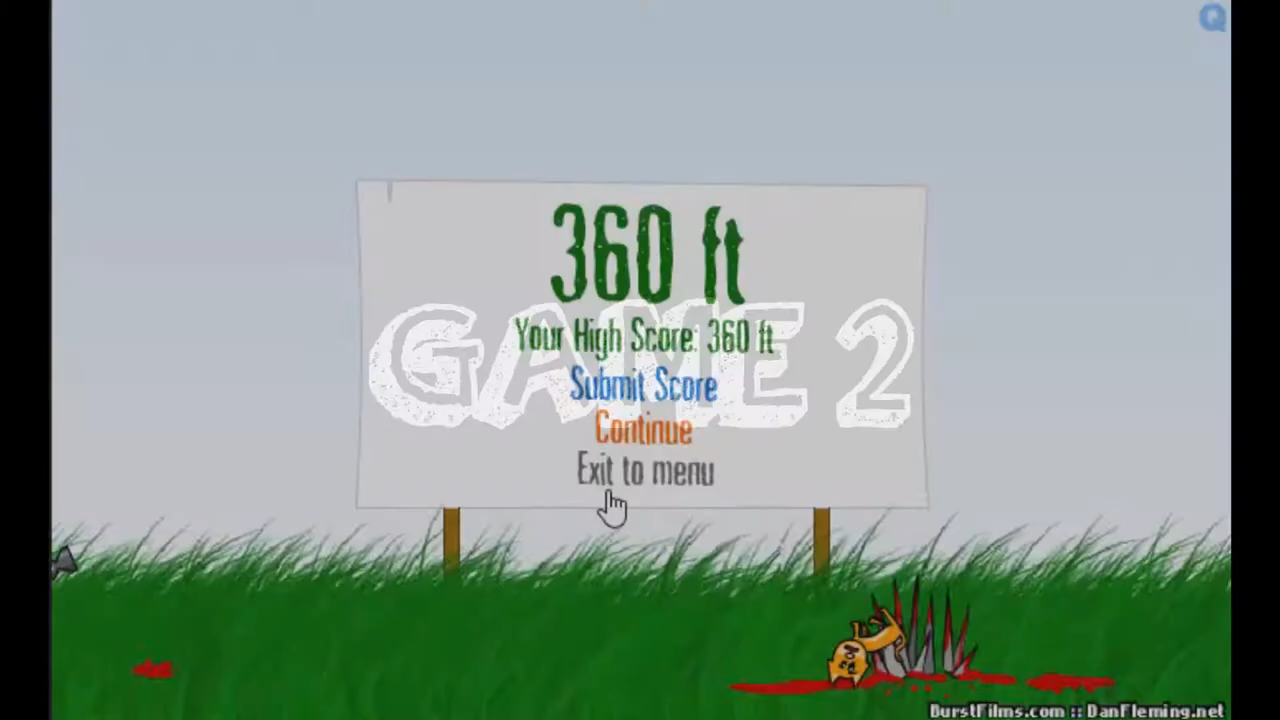 Q
360 ft
GAME 2
Your High Score: 360 ft
Submit Score
Continue
Exit to menu
BurstFilms.com :: DanFleming.net